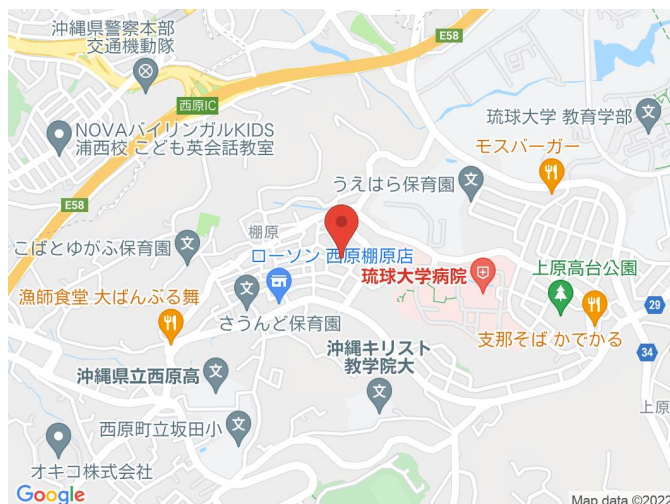 沖縄県警察本部
交通機動隊
E58
西原IC
琉球大学 教育学部
NOVAバイリンガルKIDS
浦西校 こども英会話教室
モスバーガー
うえはら保育園
E58
棚原
こばとゆがふ保育園
ローソン 西原棚原店
琉球大学病院
上原高台公園
漁師食堂 大ばんぶる舞
さうんど保育園
29
支那そば かでかる
沖縄キリスト
教学院大
34
沖縄県立西原高
上原
西原町立坂田小
オキコ株式会社
Google
Map data ©202